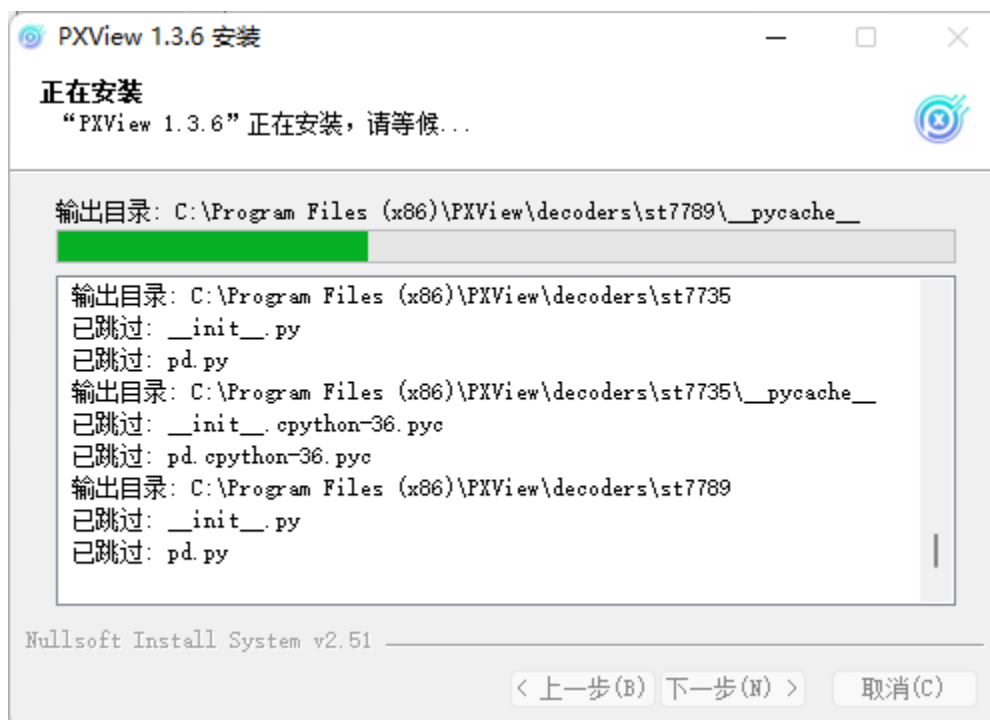 PXView 1.3.6 安装
正在安装
“PXView 1.3.6”正在安装，请等候...
输出目录: C:\Program Files (x86)\PXView\decoders\st7789\__pycache__
输出目录: C:\Program Files (x86)\PXView\decoders\st7735
已跳过: __init__.py
已跳过: pd.py
输出目录: C:\Program Files (x86)\PXView\decoders\st7735\__pycache__
已跳过: __init__.cpython-36.pyc
已跳过: pd.cpython-36.pyc
输出目录: C:\Program Files (x86)\PXView\decoders\st7789
已跳过: __init__.py
已跳过: pd.py
Nullsoft Install System v2.51
< 上一步(B) 下一步(N) > 取消(C)